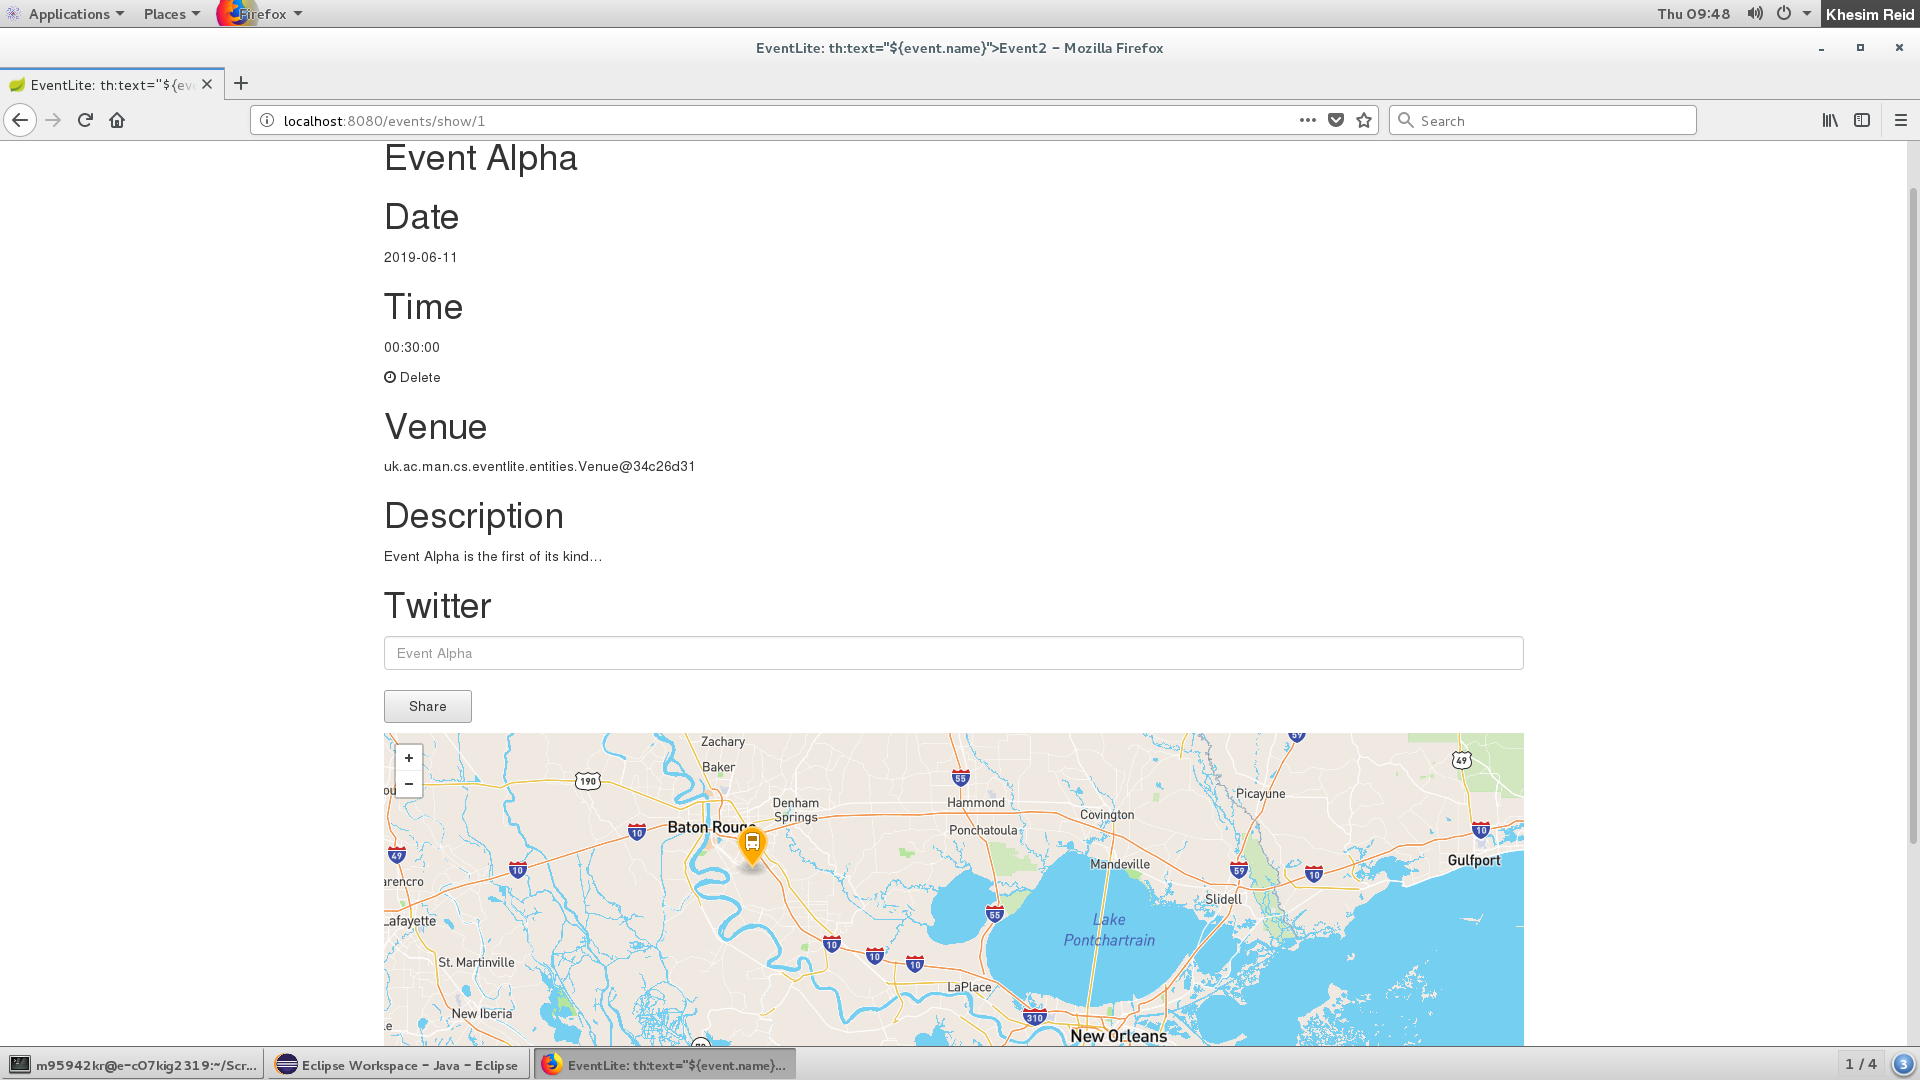 Applications Places Firefox Thu 09:48 Khesim Reid
EventLite: th:text="${event.name}">Event2 – Mozilla Firefox
EventLite: th:text="${eve
localhost:8080/events/show/1 Search
Event Alpha
Date
2019-06-11
Time
00:30:00
Delete
Venue
uk.ac.man.cs.eventlite.entities.Venue@34c26d31
Description
Event Alpha is the first of its kind...
Twitter
Event Alpha
Share
+
−
Zachary
Baker
190
55
59
49
Picayune
Denham
Springs
Hammond
Covington
Baton Rouge
10
Ponchatoula
10
49
10
Mandeville
59
10
Gulfport
arencro
Slidell
55
Lafayette
Lake
Pontchartrain
10
10
10
St. Martinville
LaPlace
New Iberia
310
New Orleans
m95942kr@e-c07kig2319:~/Scr... Eclipse Workspace – Java – Eclipse EventLite: th:text="${event.name}... 1 / 4 3